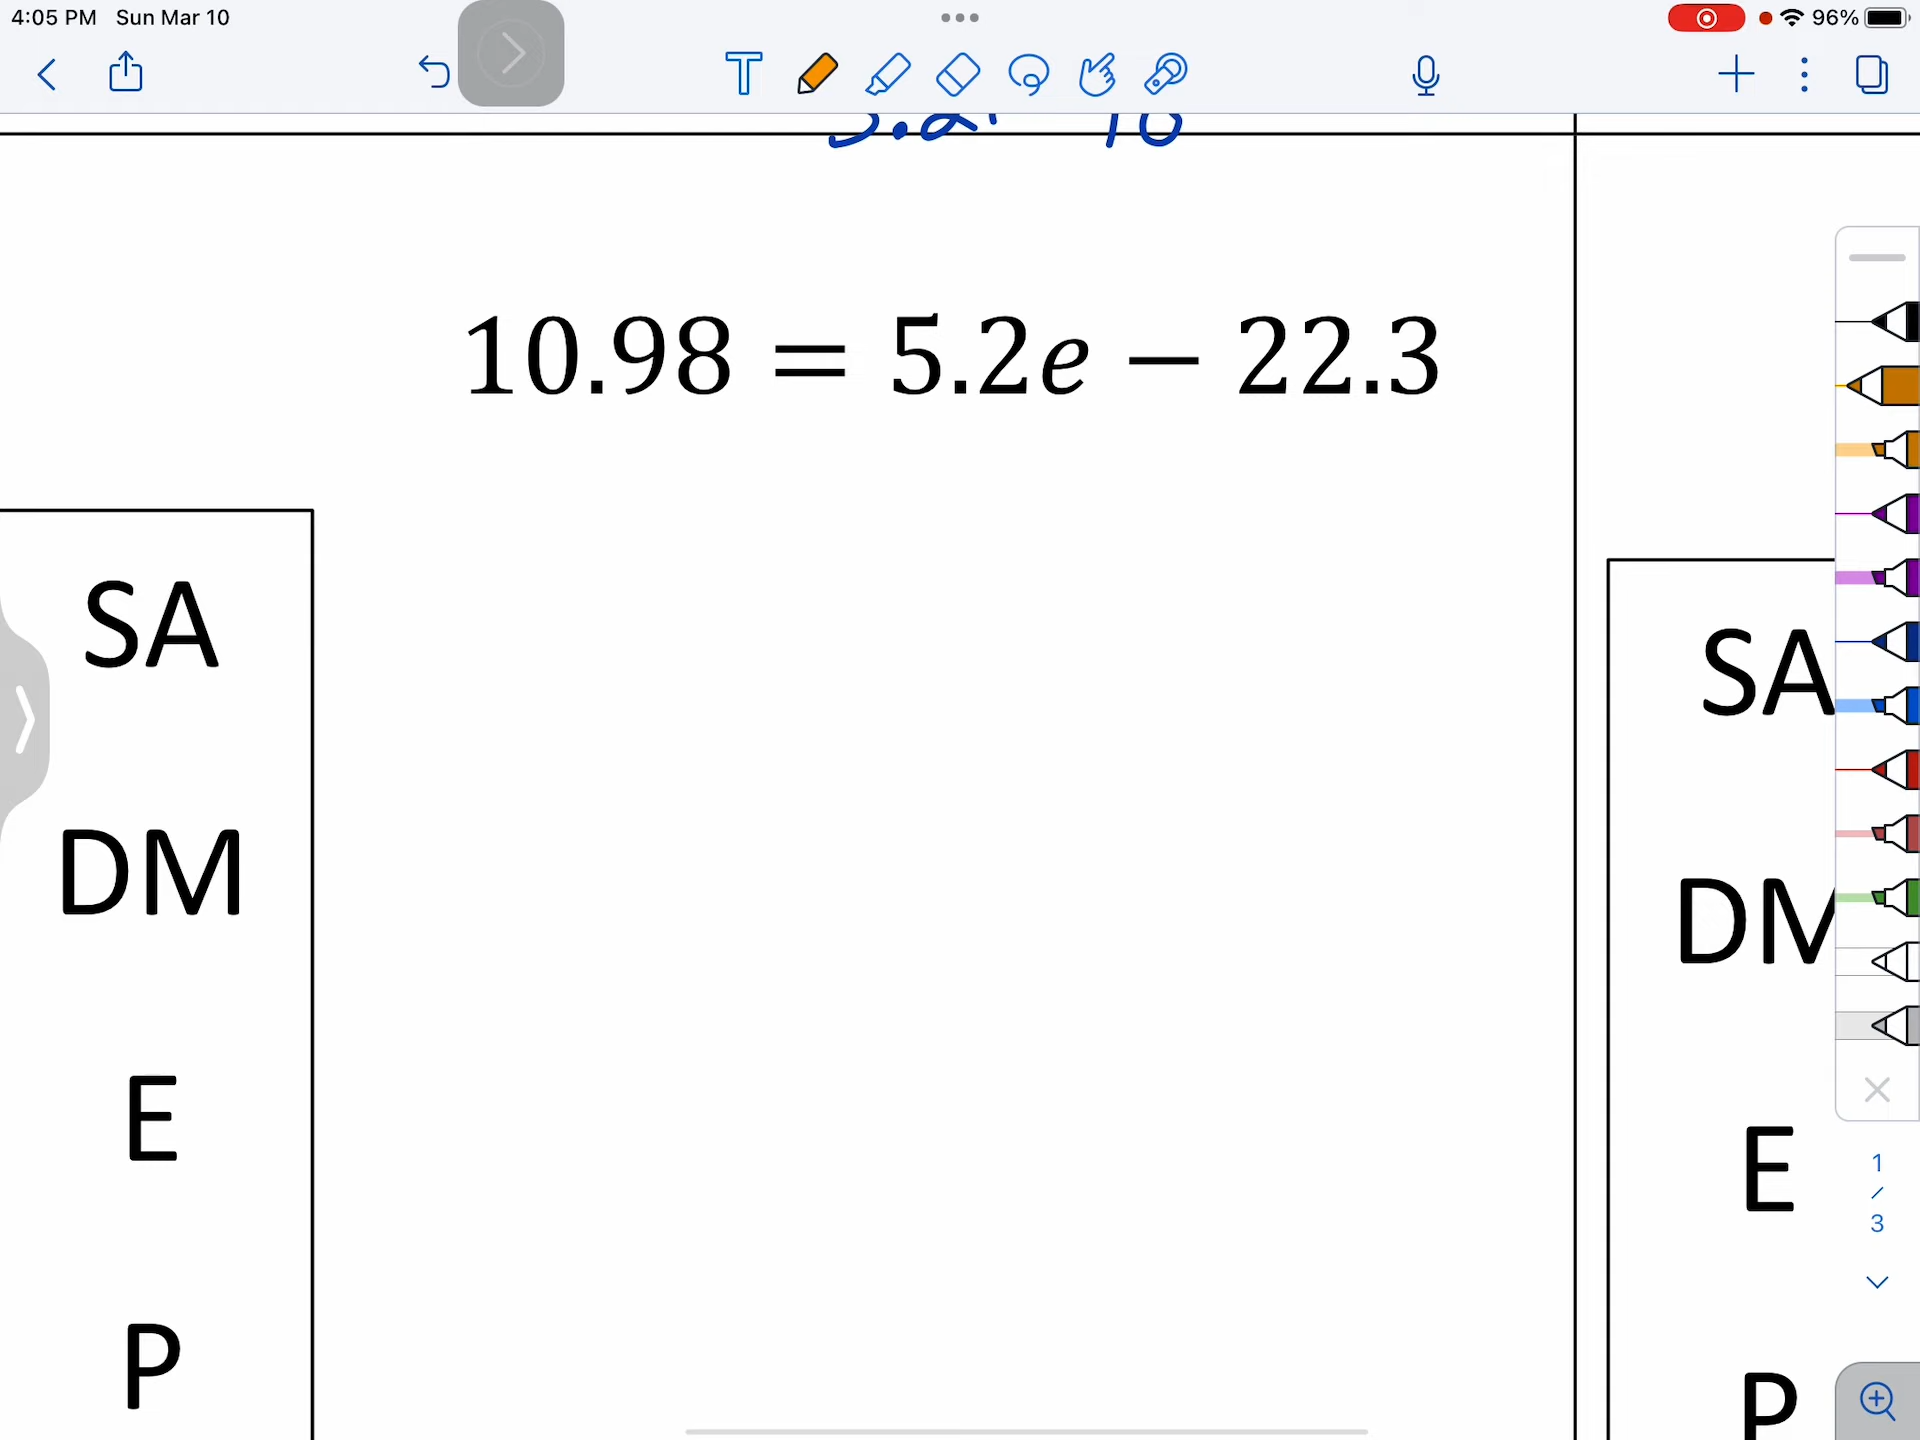 4:05 PM Sun Mar 10
96%
T
10.98 = 5.2e − 22.3
SA
DM
E
P
SA
DM
E
P
1
/
3